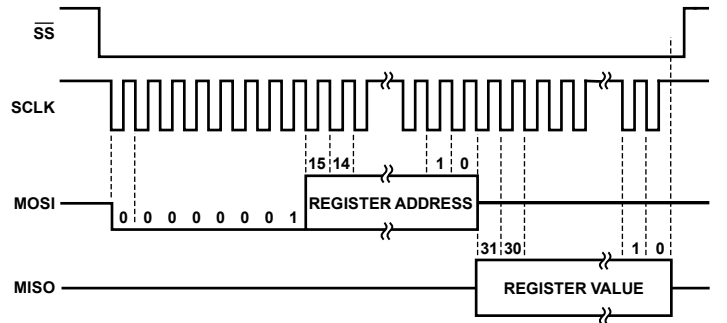 SS
SCLK
15 14 1 0
MOSI
0 0 0 0 0 0 0 1 REGISTER ADDRESS
31 30 1 0
MISO
REGISTER VALUE